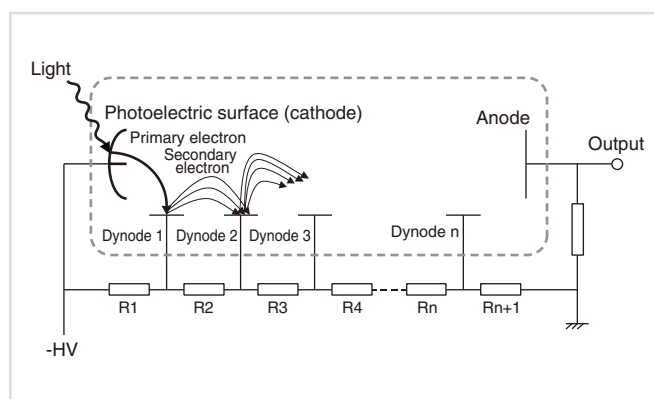 Light
Photoelectric surface (cathode)
Primary electron
Secondary
electron
Anode
Output
Dynode 1
Dynode 2
Dynode 3
Dynode n
R1
R2
R3
R4
Rn
Rn+1
-HV